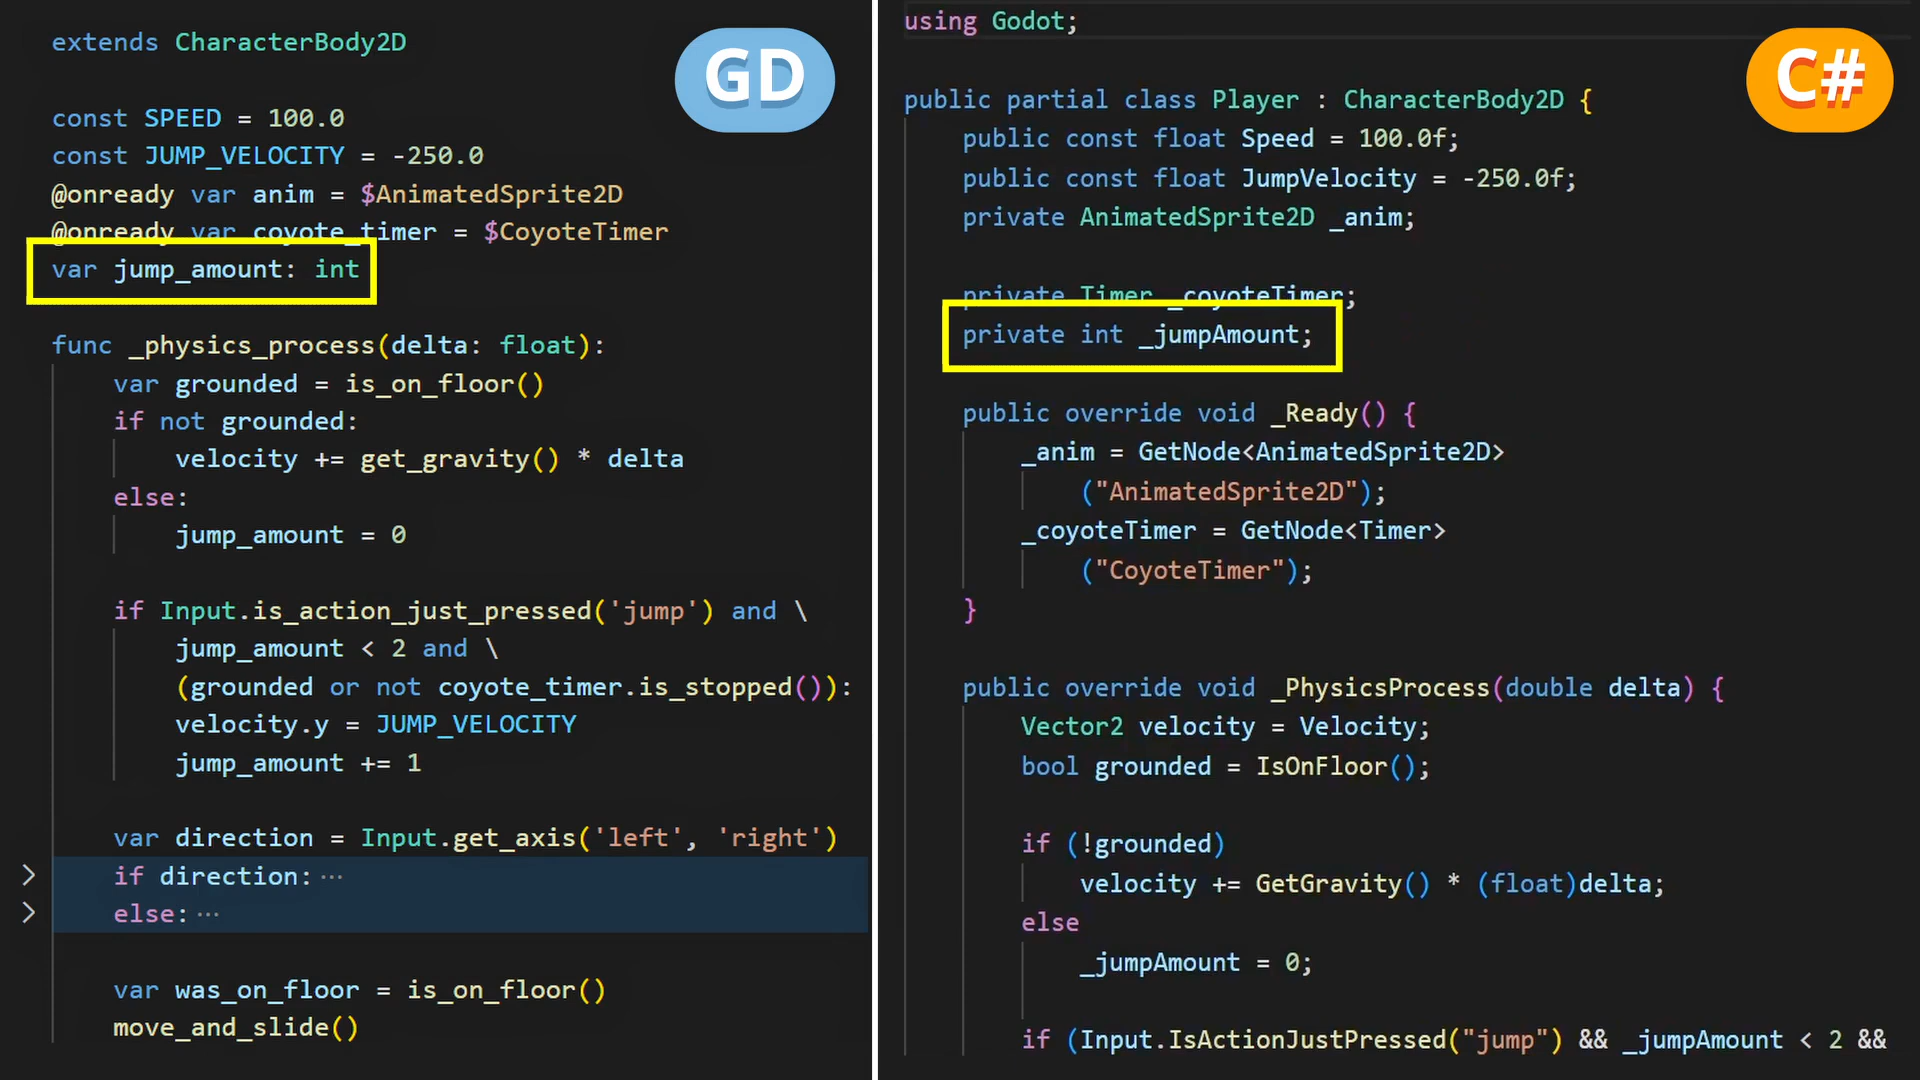 extends CharacterBody2D
GD
const SPEED = 100.0
const JUMP_VELOCITY = -250.0
@onready var anim = $AnimatedSprite2D
@onready var coyote_timer = $CoyoteTimer
var jump_amount: int
func _physics_process(delta: float):
var grounded = is_on_floor()
if not grounded:
velocity += get_gravity() * delta
else:
jump_amount = 0
if Input.is_action_just_pressed('jump') and \
jump_amount < 2 and \
(grounded or not coyote_timer.is_stopped()):
velocity.y = JUMP_VELOCITY
jump_amount += 1
var direction = Input.get_axis('left', 'right')
if direction:···
else:···
var was_on_floor = is_on_floor()
move_and_slide()
using Godot;
C#
public partial class Player : CharacterBody2D {
public const float Speed = 100.0f;
public const float JumpVelocity = -250.0f;
private AnimatedSprite2D _anim;
private Timer _coyoteTimer;
private int _jumpAmount;
public override void _Ready() {
_anim = GetNode<AnimatedSprite2D>
("AnimatedSprite2D");
_coyoteTimer = GetNode<Timer>
("CoyoteTimer");
}
public override void _PhysicsProcess(double delta) {
Vector2 velocity = Velocity;
bool grounded = IsOnFloor();
if (!grounded)
velocity += GetGravity() * (float)delta;
else
_jumpAmount = 0;
if (Input.IsActionJustPressed("jump") && _jumpAmount < 2 &&